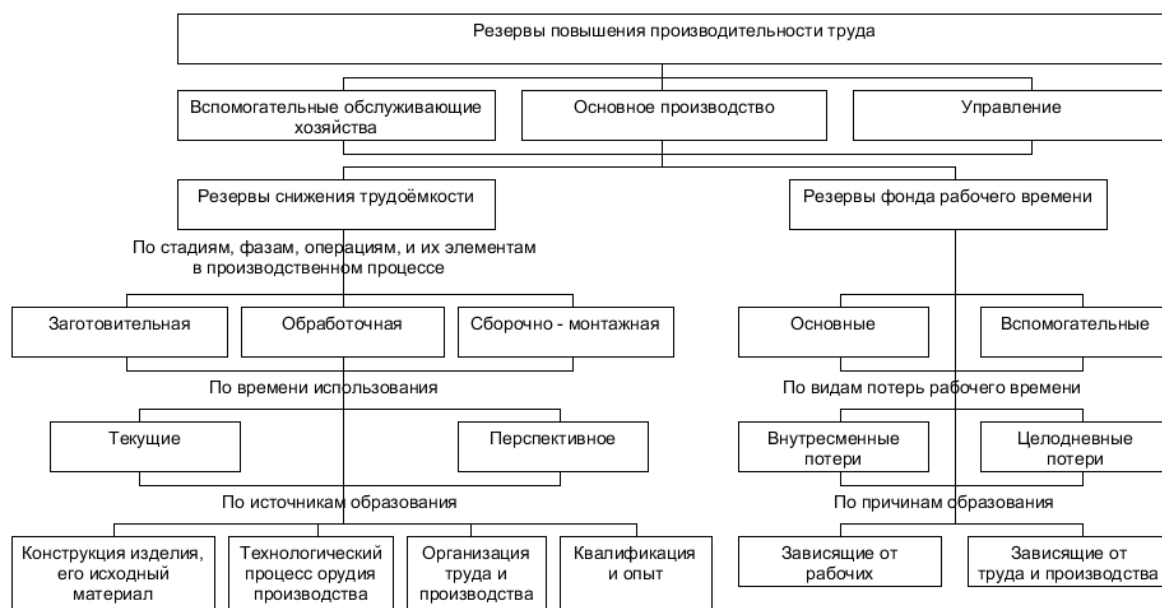 Резервы повышения производительности труда
Вспомогательные обслуживающие
хозяйства
Основное производство
Управление
Резервы снижения трудоёмкости
Резервы фонда рабочего времени
По стадиям, фазам, операциям, и их элементам
в производственном процессе
Заготовительная
Обработочная
Сборочно - монтажная
Основные
Вспомогательные
По времени использования
По видам потерь рабочего времени
Текущие
Перспективное
Внутресменные
потери
Целодневные
потери
По источникам образования
По причинам образования
Конструкция изделия,
его исходный
материал
Технологический
процесс орудия
производства
Организация
труда и
производства
Квалификация
и опыт
Зависящие от
рабочих
Зависящие от
труда и производства